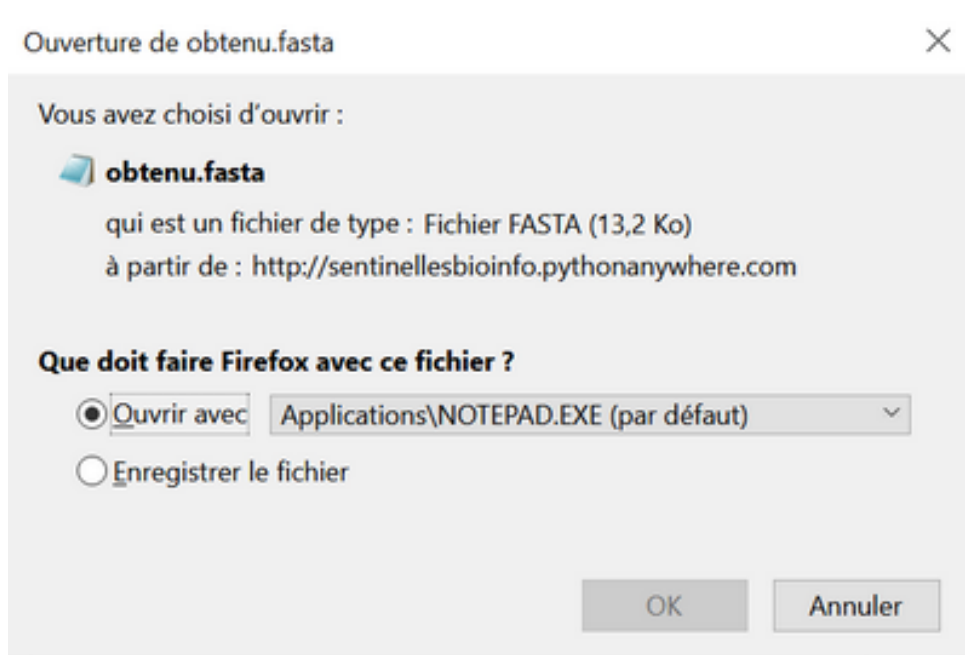 Ouverture de obtenu.fasta
Vous avez choisi d'ouvrir :
obtenu.fasta
qui est un fichier de type : Fichier FASTA (13,2 Ko)
à partir de : http://sentinellesbioinfo.pythonanywhere.com
Que doit faire Firefox avec ce fichier ?
Ouvrir avec Applications\NOTEPAD.EXE (par défaut)
Enregistrer le fichier
OK Annuler